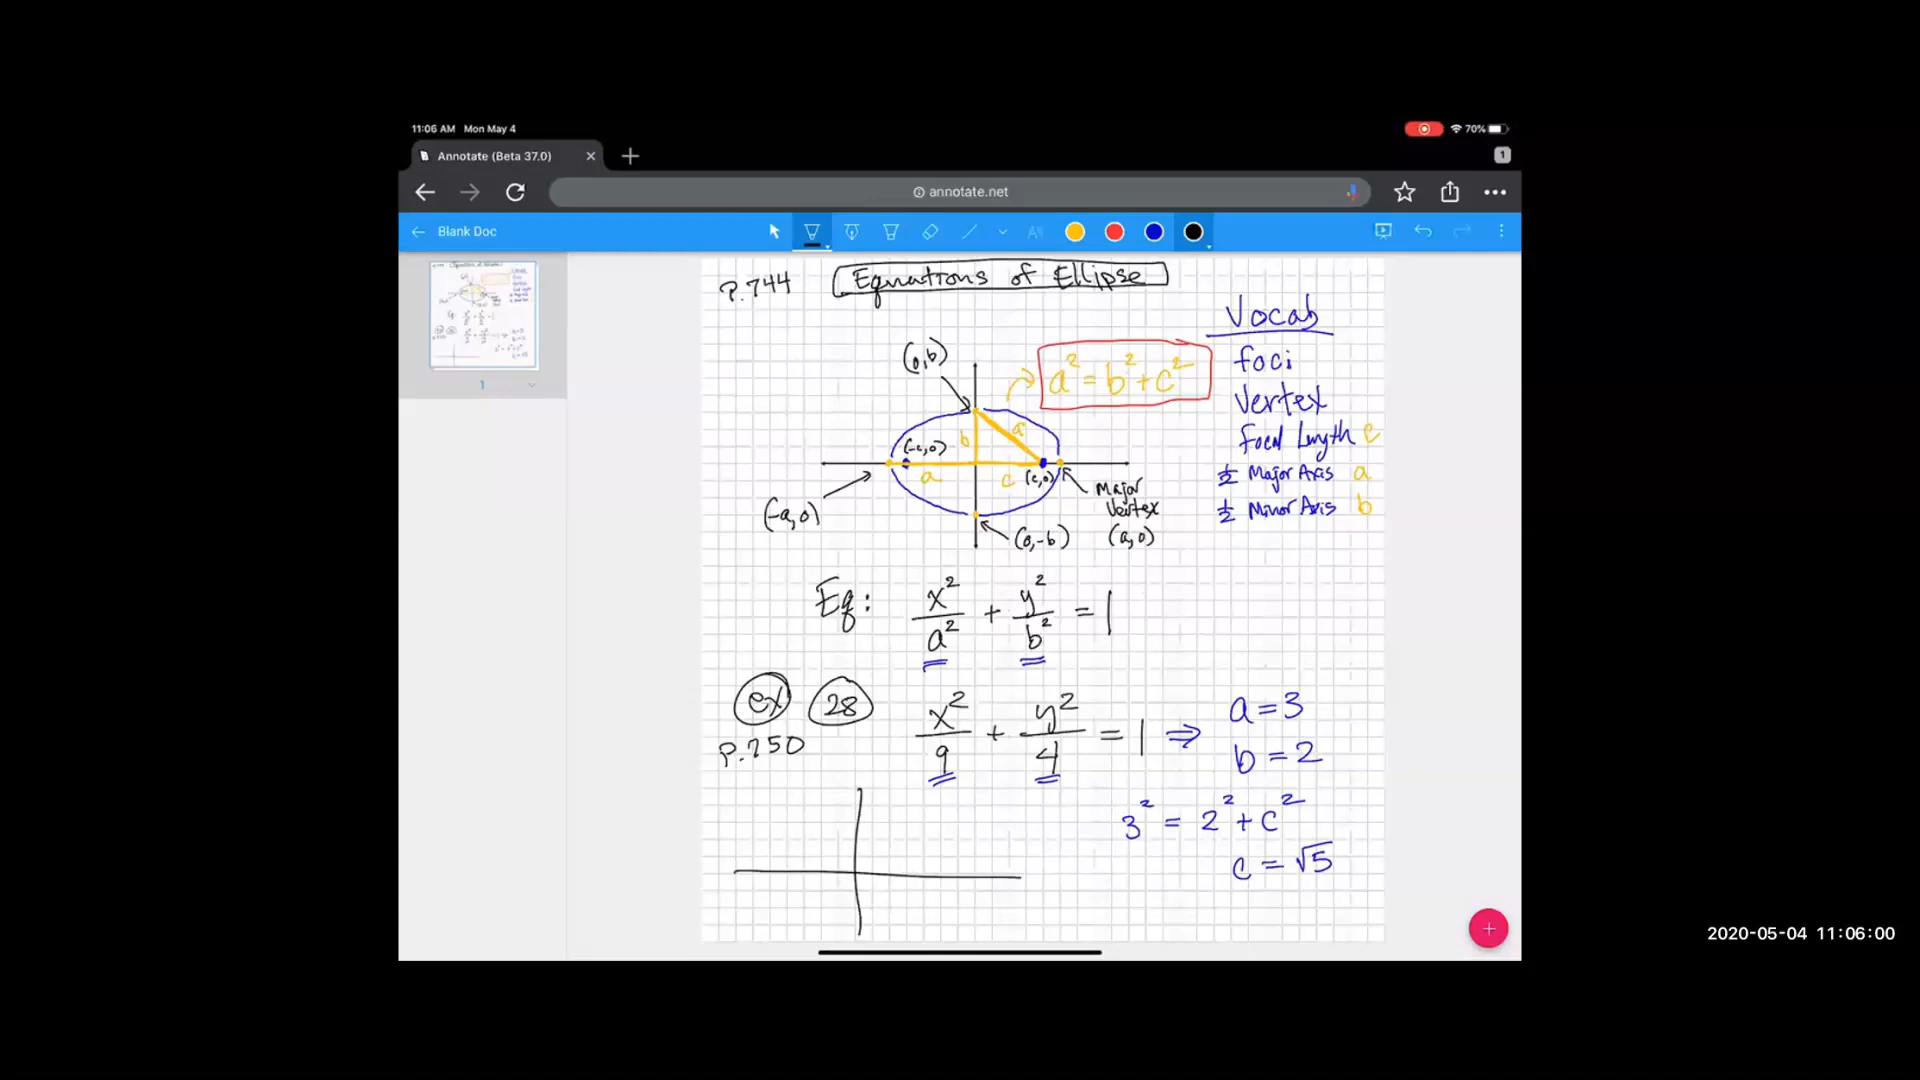 11:06 AM Mon May 4
70%
Annotate (Beta 37.0)
1
annotate.net
Blank Doc
P.744 Equations of Ellipse
Vocab
foci
Vertex
focal Length c
½ Major Axis a
½ Minor Axis b
(0,b)
a² = b² + c²
b
a
(-c,0)
a
c
(c,0)
Major
Vertex
(a,0)
(-a,0)
(0,-b)
1
Eq: x²/a² + y²/b² = 1
ex 28 x²/9 + y²/4 = 1 ⇒ a = 3
P.750
b = 2
3² = 2² + c²
c = √5
2020-05-04 11:06:00